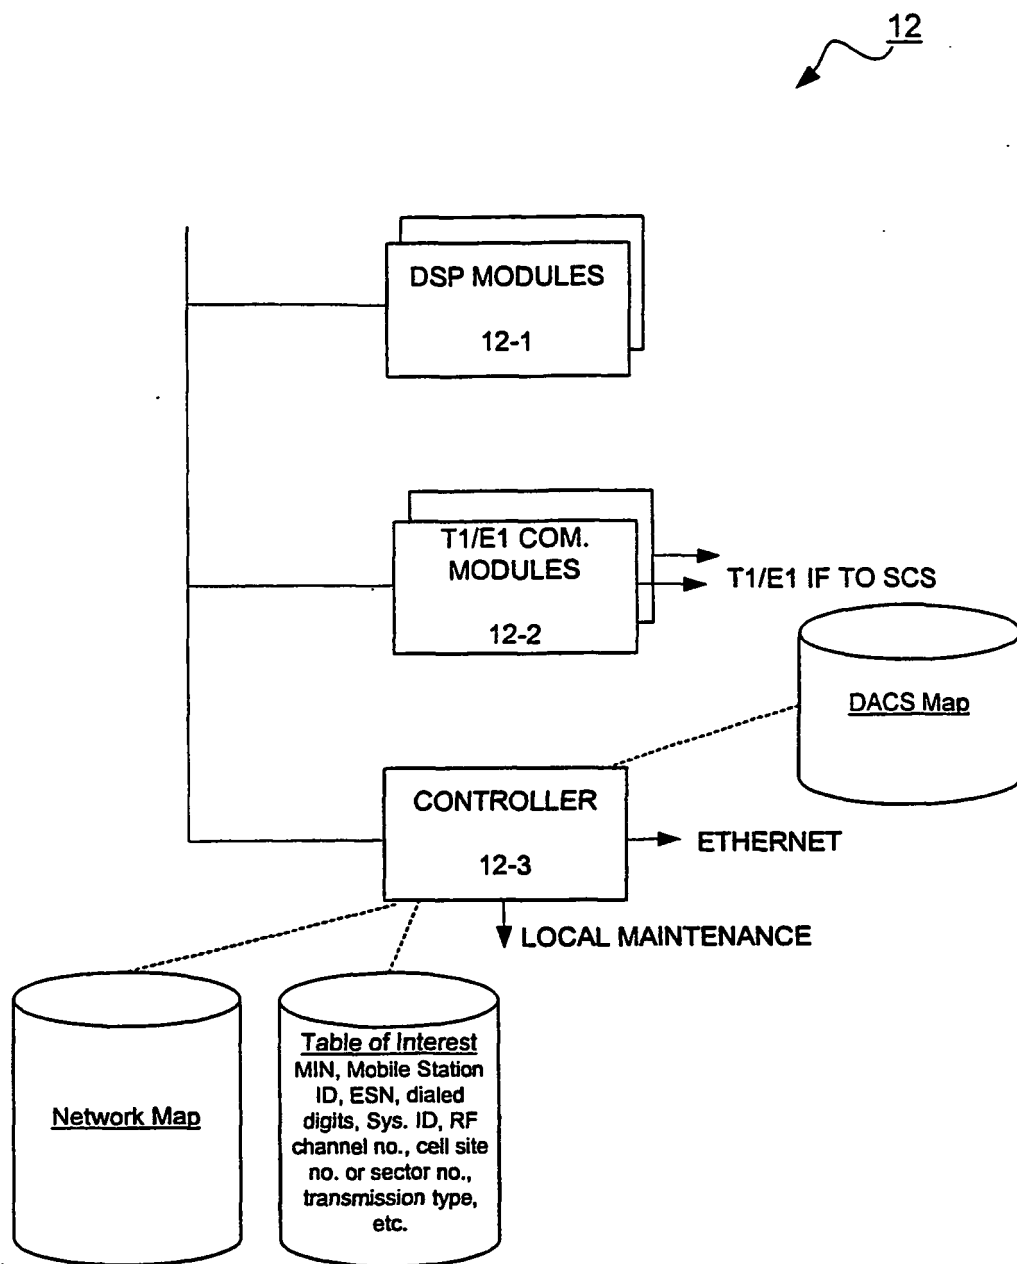 12
DSP MODULES
12-1
T1/E1 COM.
MODULES
12-2
T1/E1 IF TO SCS
DACS Map
CONTROLLER
12-3
ETHERNET
LOCAL MAINTENANCE
Network Map
Table of Interest
MIN, Mobile Station
ID, ESN, dialed
digits, Sys. ID, RF
channel no., cell site
no. or sector no.,
transmission type,
etc.